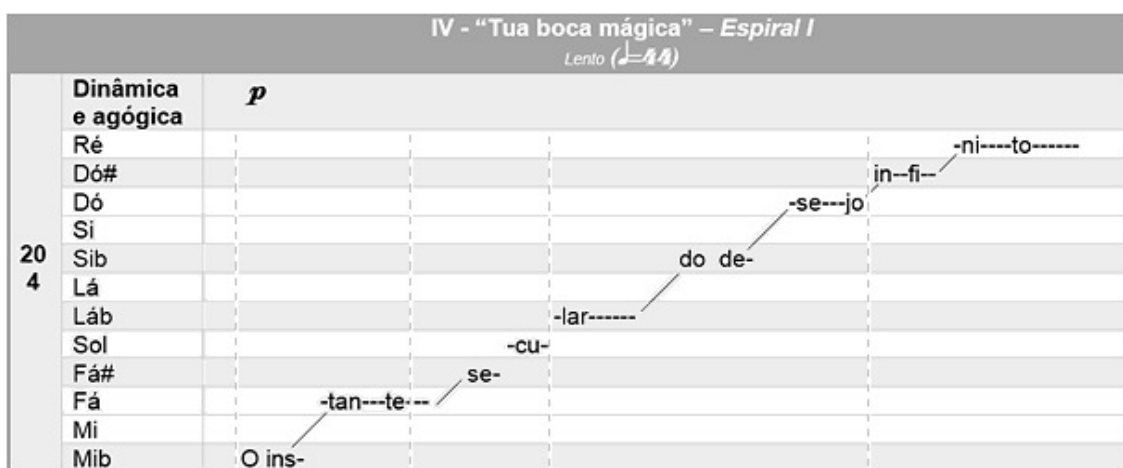 IV - “Tua boca mágica” – Espiral I
Lento (♩=44)
Dinâmica e agógica p
Ré -ni----to------
Dó# in--fi--
Dó -se---jo
Si
20 4 Sib do de-
Lá
Láb -lar------
Sol -cu-
Fá# se-
Fá -tan---te---
Mi
Mib O ins-